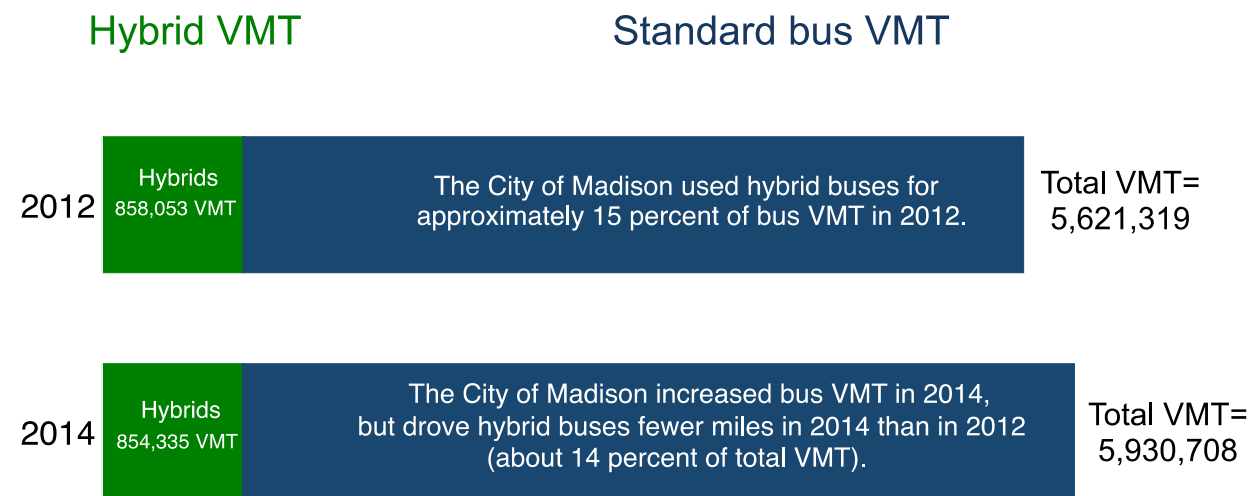 Hybrid VMT
Standard bus VMT
2012
Hybrids
858,053 VMT
The City of Madison used hybrid buses for
approximately 15 percent of bus VMT in 2012.
Total VMT=
5,621,319
2014
Hybrids
854,335 VMT
The City of Madison increased bus VMT in 2014,
but drove hybrid buses fewer miles in 2014 than in 2012
(about 14 percent of total VMT).
Total VMT=
5,930,708